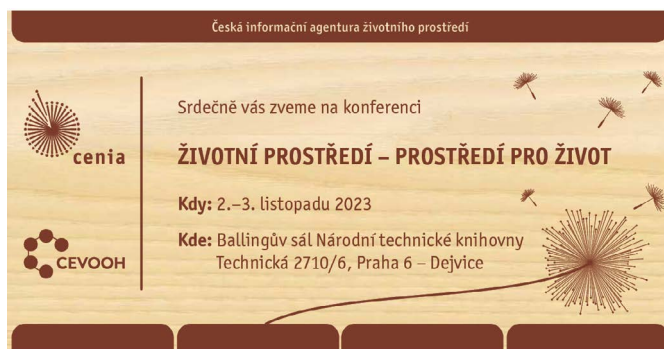 Česká informační agentura životního prostředí
cenia
CEVOOH
Srdečně vás zveme na konferenci
ŽIVOTNÍ PROSTŘEDÍ – PROSTŘEDÍ PRO ŽIVOT
Kdy: 2.–3. listopadu 2023
Kde: Ballingův sál Národní technické knihovny
Technická 2710/6, Praha 6 – Dejvice